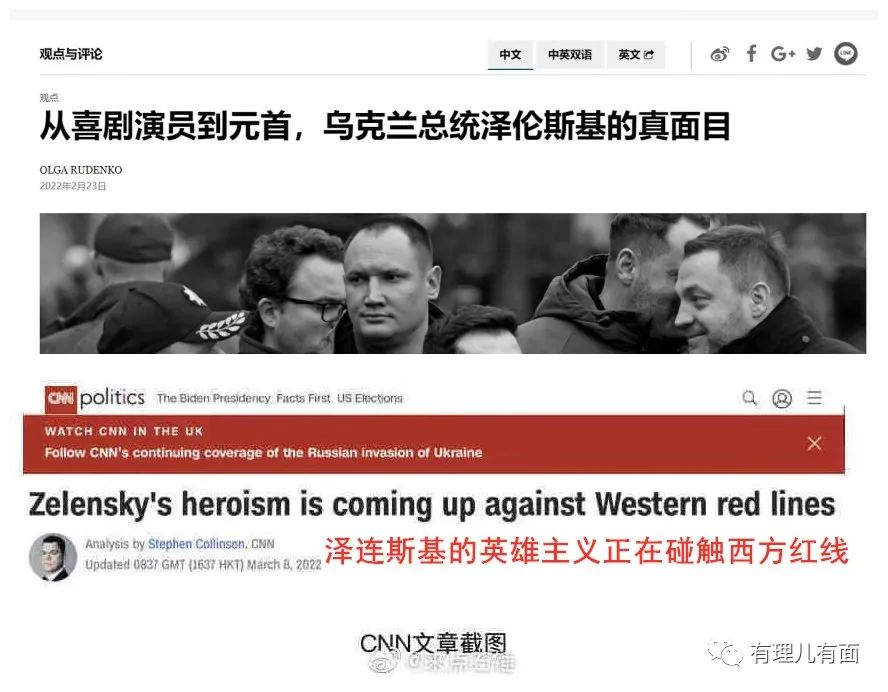 观点与评论
中文 中英双语 英文
LINE
观点
从喜剧演员到元首，乌克兰总统泽伦斯基的真面目
OLGA RUDENKO
2022年2月23日
CNN politics The Biden Presidency Facts First US Elections
WATCH CNN IN THE UK
Follow CNN's continuing coverage of the Russian invasion of Ukraine
Zelensky's heroism is coming up against Western red lines
Analysis by Stephen Collinson, CNN
Updated 0837 GMT (1637 HKT) March 8, 2022
泽连斯基的英雄主义正在碰触西方红线
CNN文章截图
有理儿有面